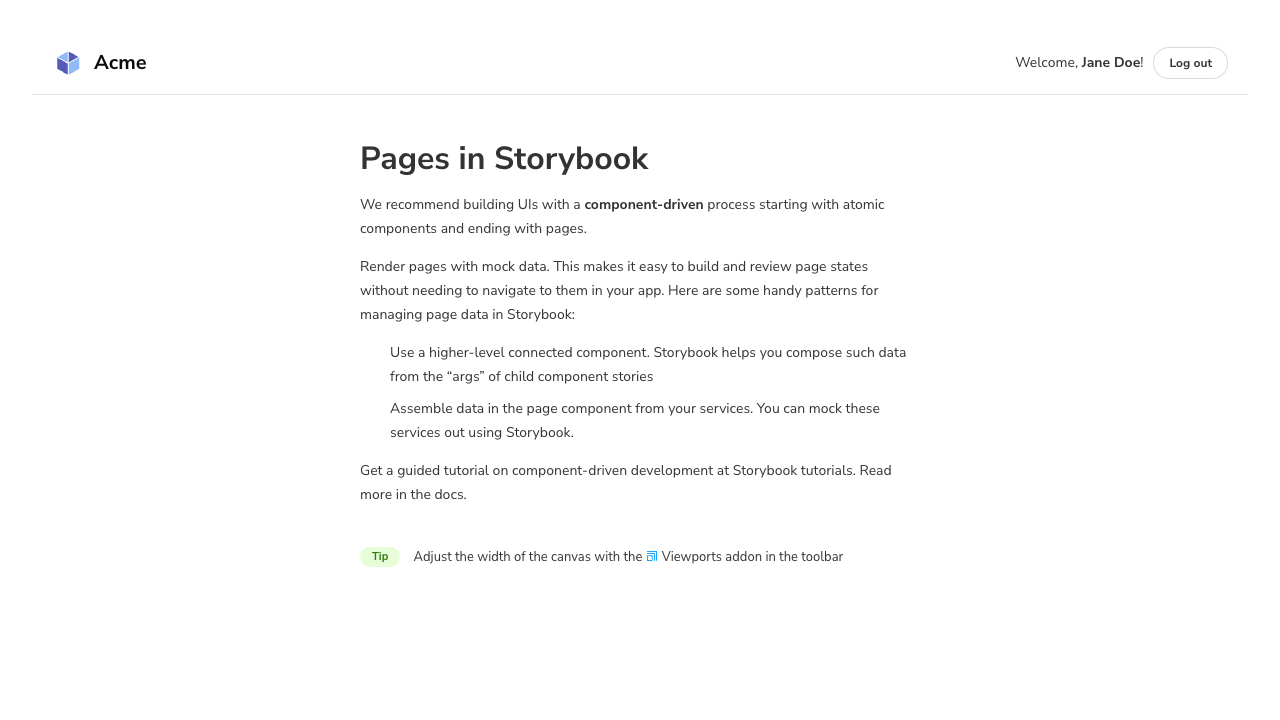 Acme
Welcome, Jane Doe!
Log out
Pages in Storybook
We recommend building UIs with a component-driven process starting with atomic
components and ending with pages.
Render pages with mock data. This makes it easy to build and review page states
without needing to navigate to them in your app. Here are some handy patterns for
managing page data in Storybook:
Use a higher-level connected component. Storybook helps you compose such data
from the “args” of child component stories
Assemble data in the page component from your services. You can mock these
services out using Storybook.
Get a guided tutorial on component-driven development at Storybook tutorials. Read
more in the docs.
Tip
Adjust the width of the canvas with the Viewports addon in the toolbar